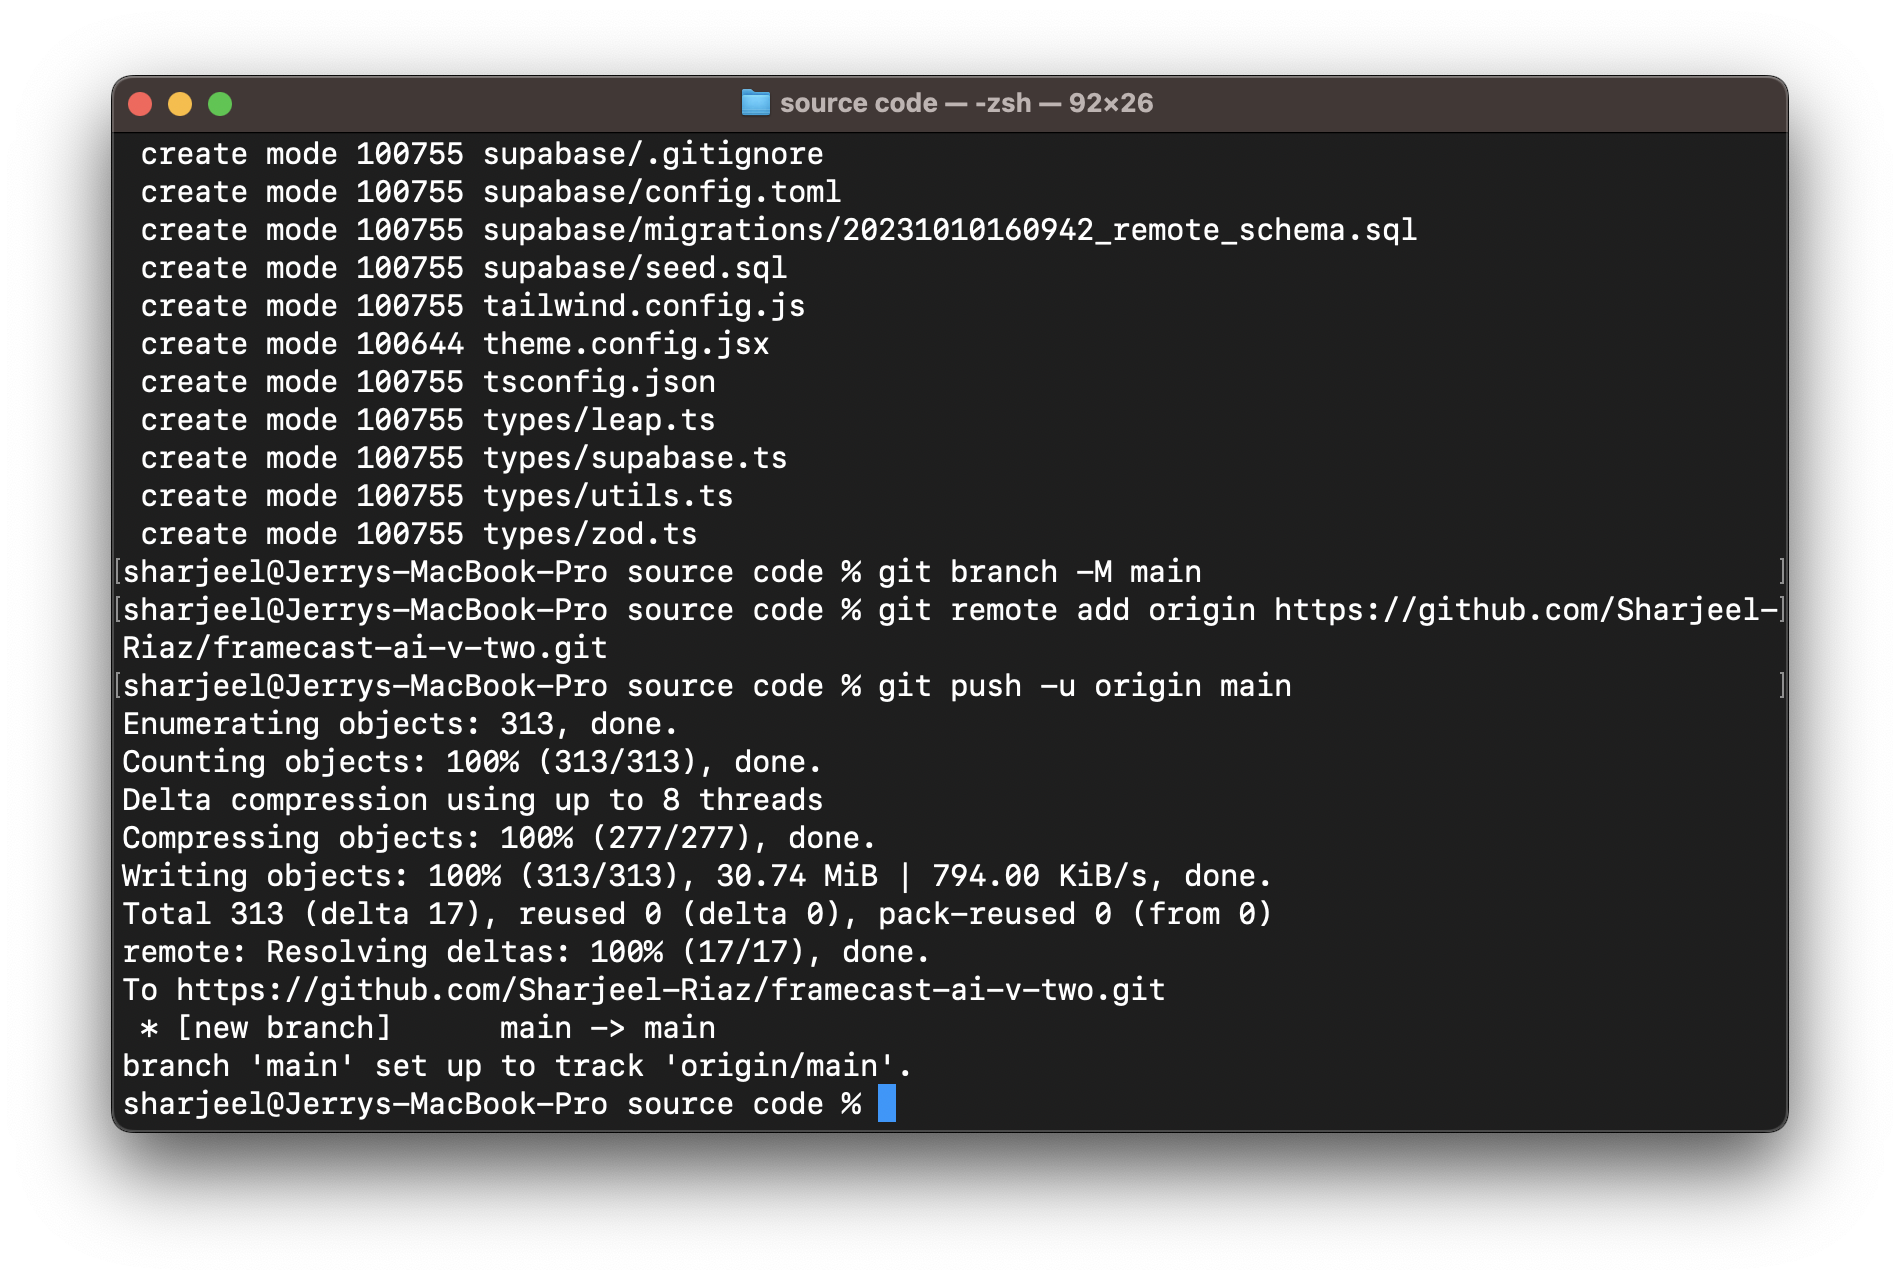 source code — -zsh — 92×26
create mode 100755 supabase/.gitignore
create mode 100755 supabase/config.toml
create mode 100755 supabase/migrations/20231010160942_remote_schema.sql
create mode 100755 supabase/seed.sql
create mode 100755 tailwind.config.js
create mode 100644 theme.config.jsx
create mode 100755 tsconfig.json
create mode 100755 types/leap.ts
create mode 100755 types/supabase.ts
create mode 100755 types/utils.ts
create mode 100755 types/zod.ts
[sharjeel@Jerrys-MacBook-Pro source code % git branch -M main ]
[sharjeel@Jerrys-MacBook-Pro source code % git remote add origin https://github.com/Sharjeel-]
Riaz/framecast-ai-v-two.git
[sharjeel@Jerrys-MacBook-Pro source code % git push -u origin main ]
Enumerating objects: 313, done.
Counting objects: 100% (313/313), done.
Delta compression using up to 8 threads
Compressing objects: 100% (277/277), done.
Writing objects: 100% (313/313), 30.74 MiB | 794.00 KiB/s, done.
Total 313 (delta 17), reused 0 (delta 0), pack-reused 0 (from 0)
remote: Resolving deltas: 100% (17/17), done.
To https://github.com/Sharjeel-Riaz/framecast-ai-v-two.git
 * [new branch]      main -> main
branch 'main' set up to track 'origin/main'.
sharjeel@Jerrys-MacBook-Pro source code %